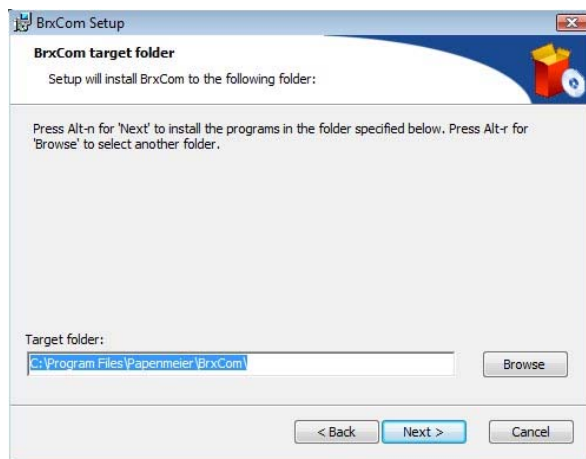 BrxCom Setup
BrxCom target folder
Setup will install BrxCom to the following folder:
Press Alt-n for 'Next' to install the programs in the folder specified below. Press Alt-r for
'Browse' to select another folder.
Target folder:
C:\Program Files\Papenmeier\BrxCom\
Browse
< Back
Next >
Cancel